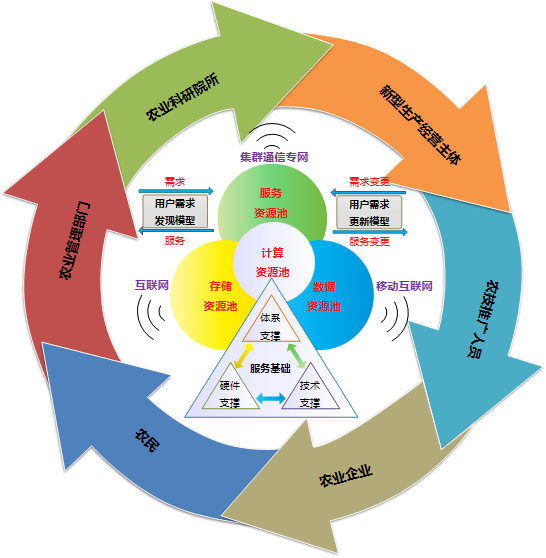 农业科研院所
新型生产经营主体
集群通信专网
需求
用户需求
发现模型
服务
服务
资源池
需求变更
用户需求
更新模型
服务变更
农业管理部门
计算
资源池
互联网
存储
资源池
数据
资源池
移动互联网
农技推广人员
体系
支撑
服务基础
硬件
支撑
技术
支撑
农民
农业企业